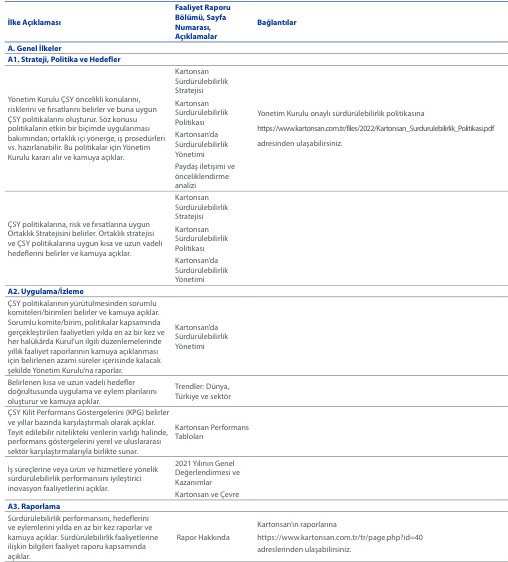 İlke Açıklaması
Faaliyet Raporu
Bölümü, Sayfa
Numarası,
Açıklamalar
Bağlantılar
A. Genel İlkeler
A1. Strateji, Politika ve Hedefler
Yönetim Kurulu ÇSY öncelikli konularını,
risklerini ve fırsatlarını belirler ve buna uygun
ÇSY politikalarını oluşturur. Söz konusu
politikaların etkin bir biçimde uygulanması
bakımından; ortaklık içi yönerge, iş prosedürleri
vs. hazırlanabilir. Bu politikalar için Yönetim
Kurulu kararı alır ve kamuya açıklar.
Kartonsan
Sürdürülebilirlik
Stratejisi
Kartonsan
Sürdürülebilirlik
Politikası
Kartonsan'da
Sürdürülebilirlik
Yönetimi
Paydaş iletişimi ve
önceliklendirme
analizi
Yönetim Kurulu onaylı sürdürülebilirlik politikasına
https://www.kartonsan.com.tr/files/2022/Kartonsan_Surdurulebilirlik_Politikasi.pdf
adresinden ulaşabilirsiniz.
ÇSY politikalarına, risk ve fırsatlarına uygun
Ortaklık Stratejisini belirler. Ortaklık stratejisi
ve ÇSY politikalarına uygun kısa ve uzun vadeli
hedeflerini belirler ve kamuya açıklar.
Kartonsan
Sürdürülebilirlik
Stratejisi
Kartonsan
Sürdürülebilirlik
Politikası
Kartonsan'da
Sürdürülebilirlik
Yönetimi
A2. Uygulama/İzleme
ÇSY politikalarının yürütülmesinden sorumlu
komiteleri/birimleri belirler ve kamuya açıklar.
Sorumlu komite/birim, politikalar kapsamında
gerçekleştirilen faaliyetleri yılda en az bir kez ve
her halükârda Kurul'un ilgili düzenlemelerinde
yıllık faaliyet raporlarının kamuya açıklanması
için belirlenen azami süreler içerisinde kalacak
şekilde Yönetim Kurulu'na raporlar.
Kartonsan'da
Sürdürülebilirlik
Yönetimi
Belirlenen kısa ve uzun vadeli hedefler
doğrultusunda uygulama ve eylem planlarını
oluşturur ve kamuya açıklar.
Trendler: Dünya,
Türkiye ve sektör
ÇSY Kilit Performans Göstergelerini (KPG) belirler
ve yıllar bazında karşılaştırmalı olarak açıklar.
Teyit edilebilir nitelikteki verilerin varlığı halinde,
performans göstergelerini yerel ve uluslararası
sektör karşılaştırmalarıyla birlikte sunar.
Kartonsan Performans
Tabloları
İş süreçlerine veya ürün ve hizmetlere yönelik
sürdürülebilirlik performansını iyileştirici
inovasyon faaliyetlerini açıklar.
2021 Yılının Genel
Değerlendirmesi ve
Kazanımlar
Kartonsan ve Çevre
A3. Raporlama
Sürdürülebilirlik performansını, hedeflerini
ve eylemlerini yılda en az bir kez raporlar ve
kamuya açıklar. Sürdürülebilirlik faaliyetlerine
ilişkin bilgileri faaliyet raporu kapsamında
açıklar.
Rapor Hakkında
Kartonsan'ın raporlarına
https://www.kartonsan.com.tr/tr/page.php?id=40
adreslerinden ulaşabilirsiniz.